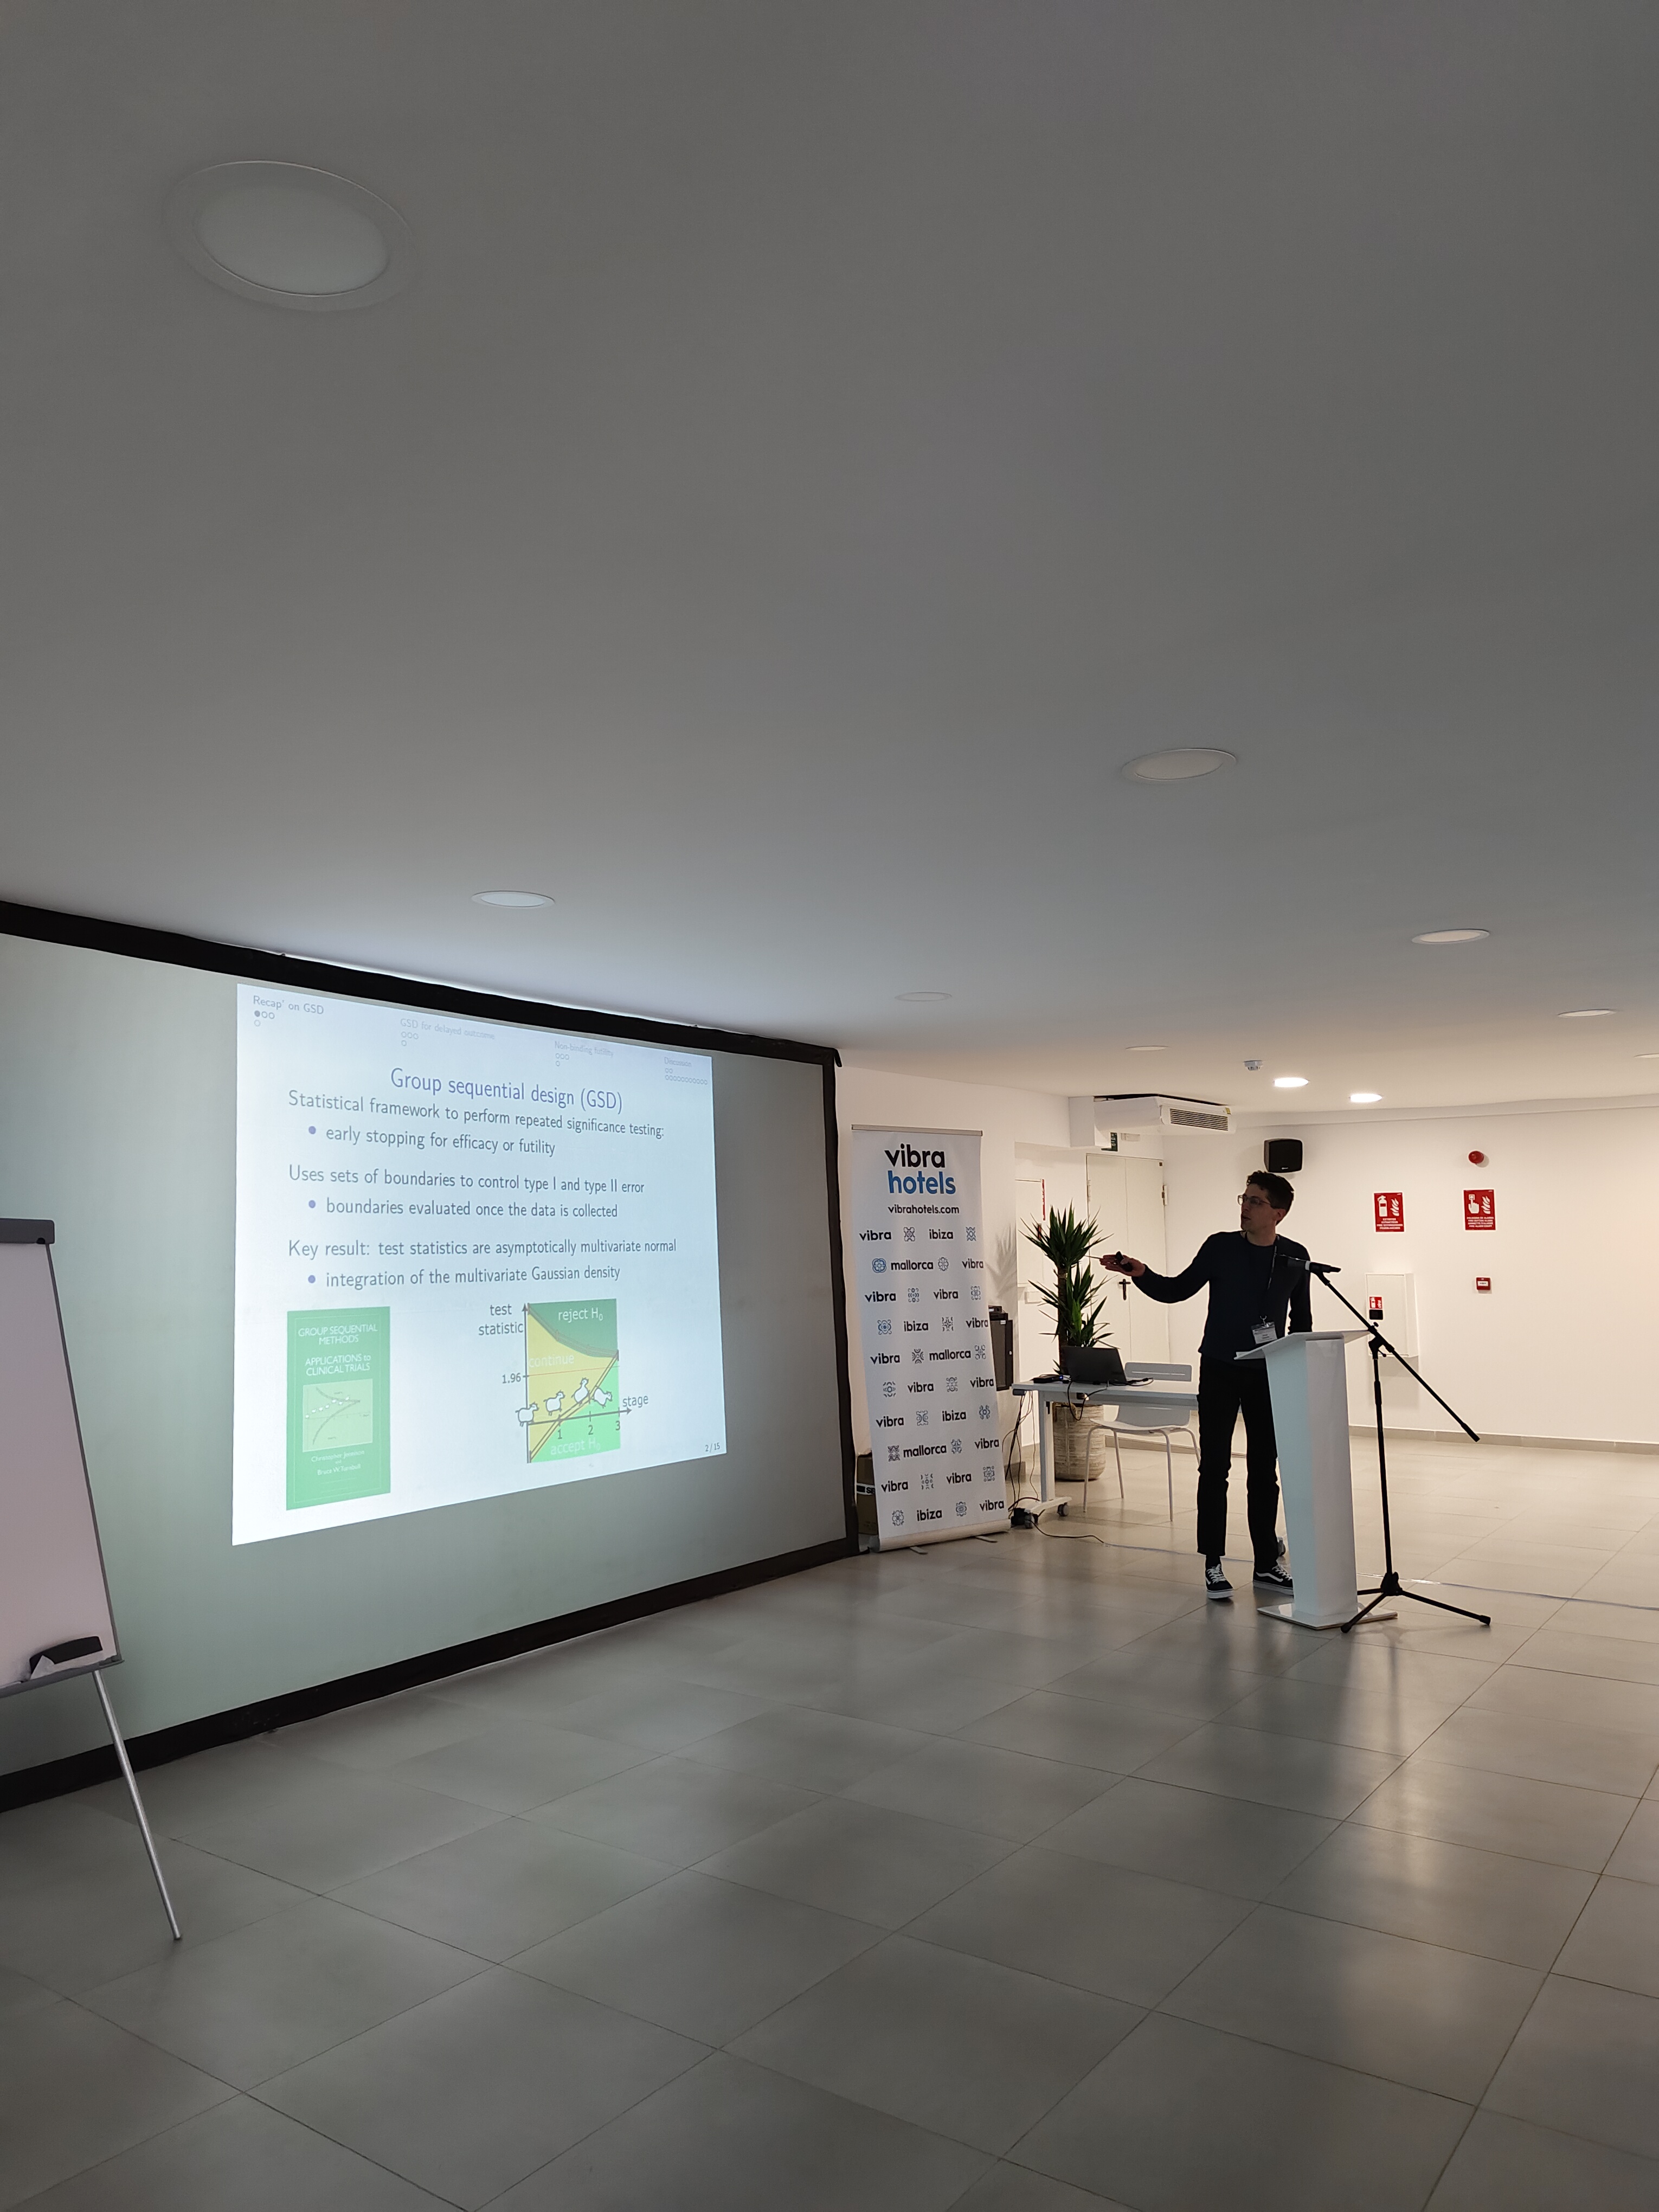 Recap' on GSD
GSD for delayed outcome
Non-binding futility
Discussion
Group sequential design (GSD)
Statistical framework to perform repeated significance testing:
early stopping for efficacy or futility
Uses sets of boundaries to control type I and type II error
boundaries evaluated once the data is collected
Key result: test statistics are asymptotically multivariate normal
integration of the multivariate Gaussian density
GROUP SEQUENTIAL
METHODS
APPLICATIONS to
CLINICAL TRIALS
Christopher Jennison
Bruce W. Turnbull
test
statistic
reject H0
continue
1.96
stage
1
2
3
accept H0
2 / 15
vibra
hotels
vibrahotels.com
vibra ibiza
mallorca vibra
vibra vibra
ibiza vibra
vibra mallorca
vibra ibiza
vibra ibiza
mallorca vibra
vibra vibra
ibiza vibra